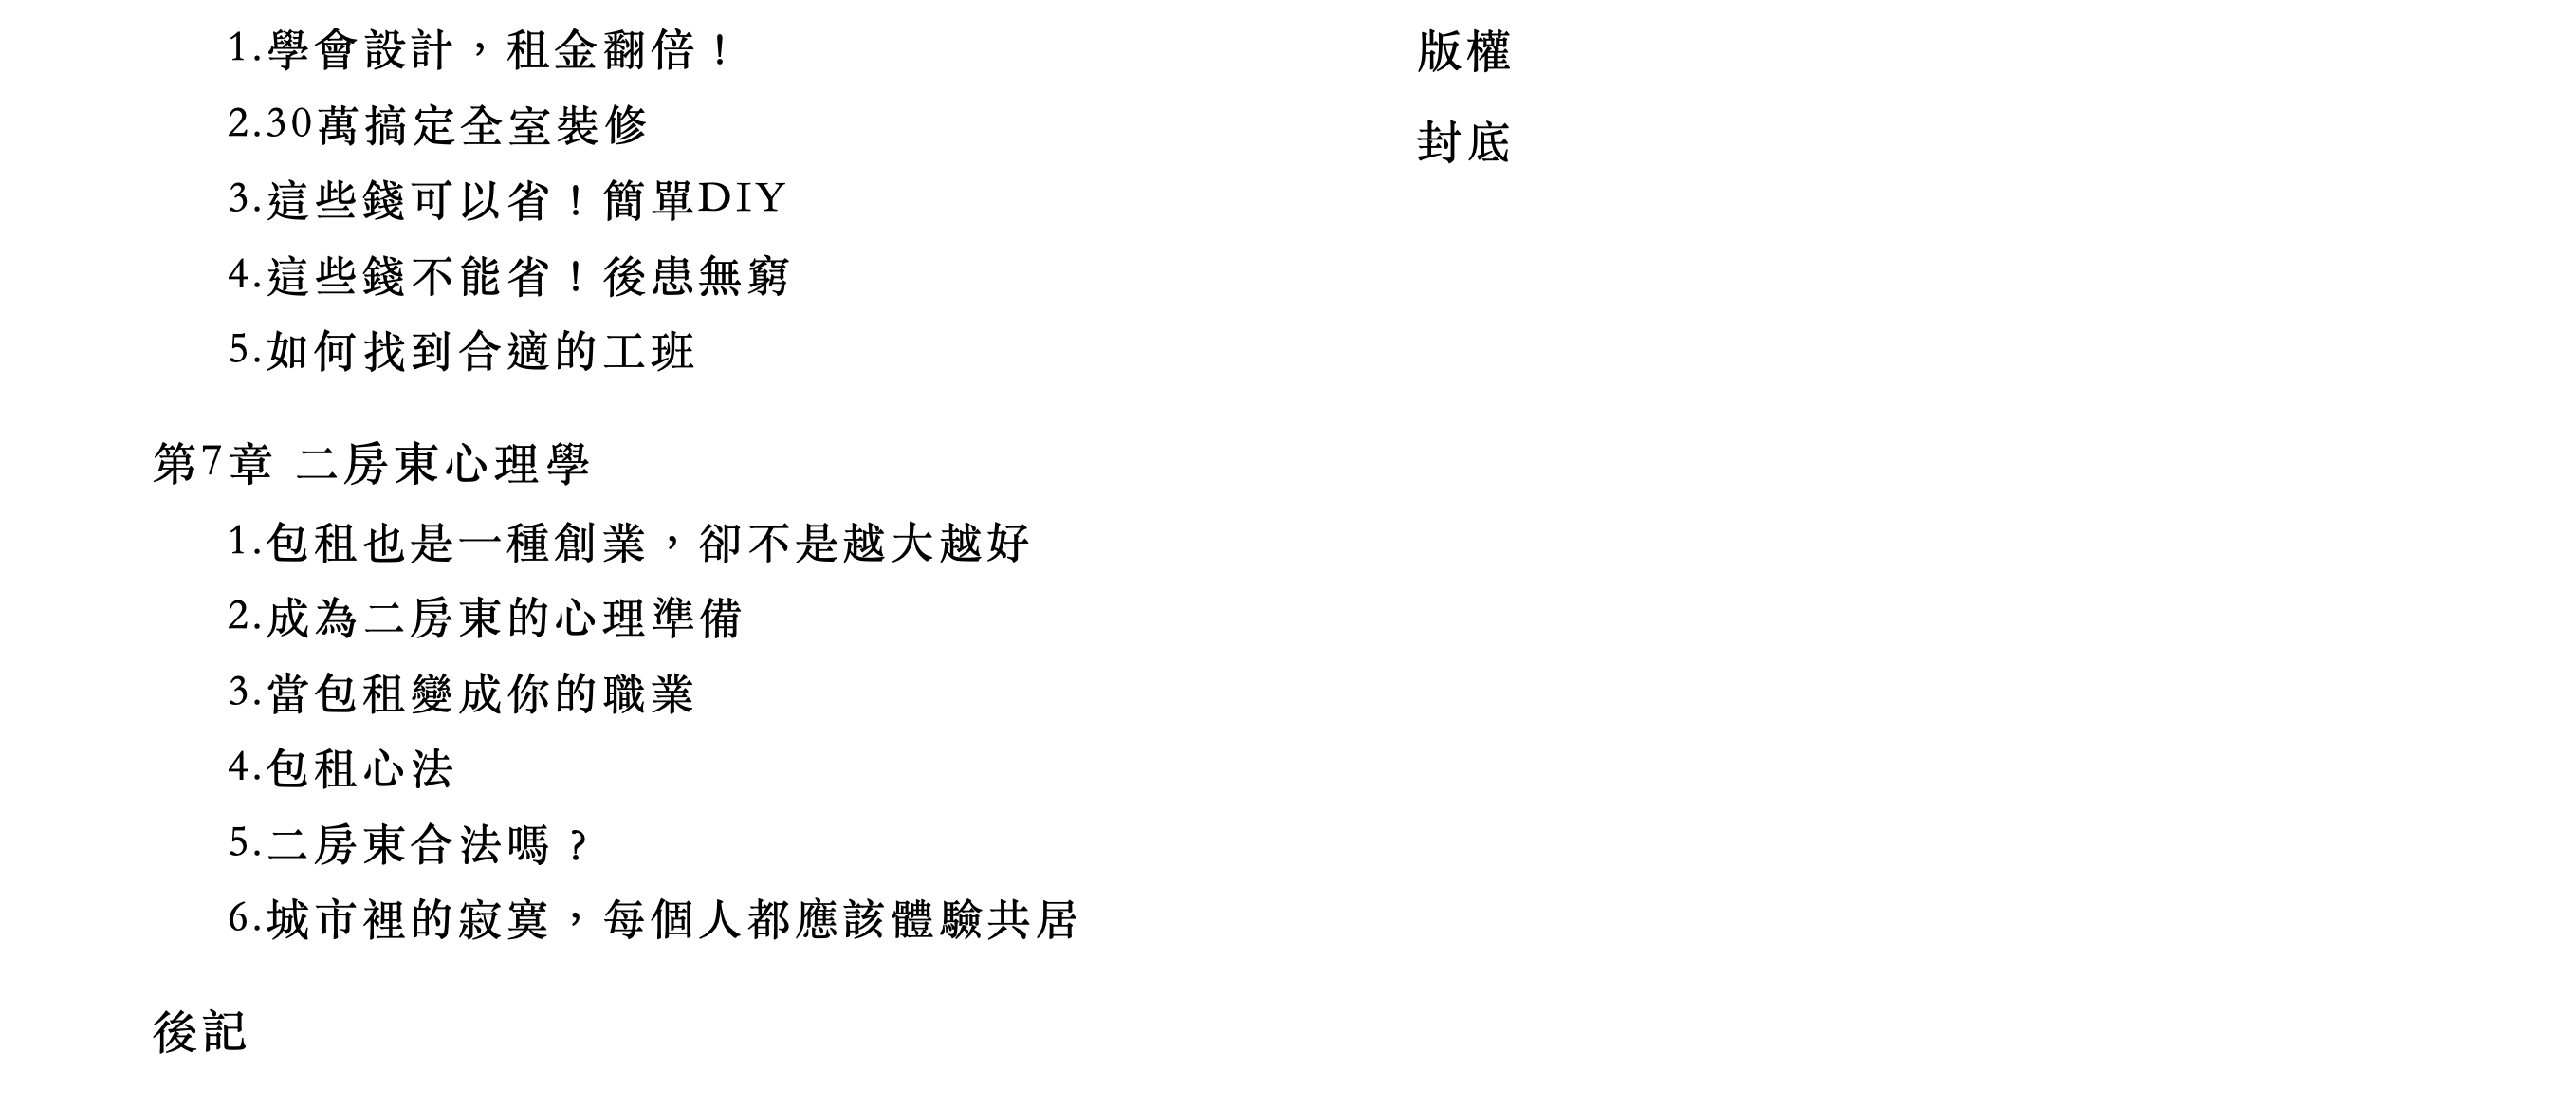 1.學會設計，租金翻倍！
2.30萬搞定全室裝修
3.這些錢可以省！簡單DIY
4.這些錢不能省！後患無窮
5.如何找到合適的工班
第7章 二房東心理學
1.包租也是一種創業，卻不是越大越好
2.成為二房東的心理準備
3.當包租變成你的職業
4.包租心法
5.二房東合法嗎？
6.城市裡的寂寞，每個人都應該體驗共居
後記
版權
封底